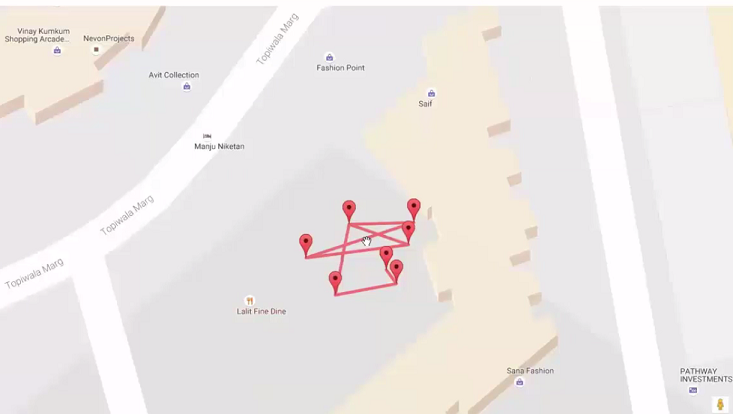 Vinay Kumkum
Shopping Arcade...
NevonProjects
Topiwala Marg
Avit Collection
Fashion Point
Saif
Manju Niketan
Topiwala Marg
Topiwala Marg
Lalit Fine Dine
Sana Fashion
PATHWAY
INVESTMENTS